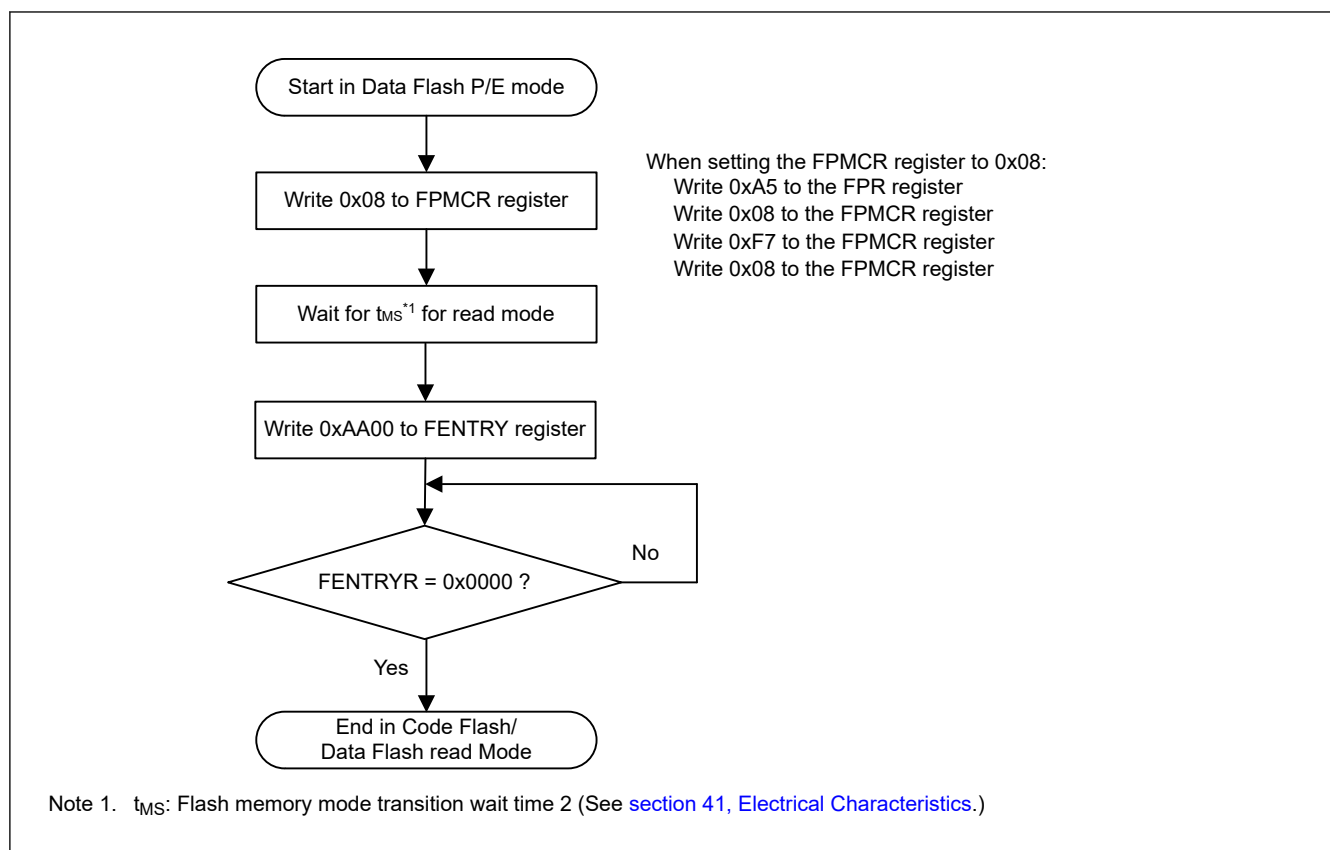 Start in Data Flash P/E mode
Write 0x08 to FPMCR register
When setting the FPMCR register to 0x08:
Write 0xA5 to the FPR register
Write 0x08 to the FPMCR register
Write 0xF7 to the FPMCR register
Write 0x08 to the FPMCR register
Wait for tMS*1 for read mode
Write 0xAA00 to FENTRY register
FENTRYR = 0x0000 ?
No
Yes
End in Code Flash/
Data Flash read Mode
Note 1. tMS: Flash memory mode transition wait time 2 (See section 41, Electrical Characteristics.)